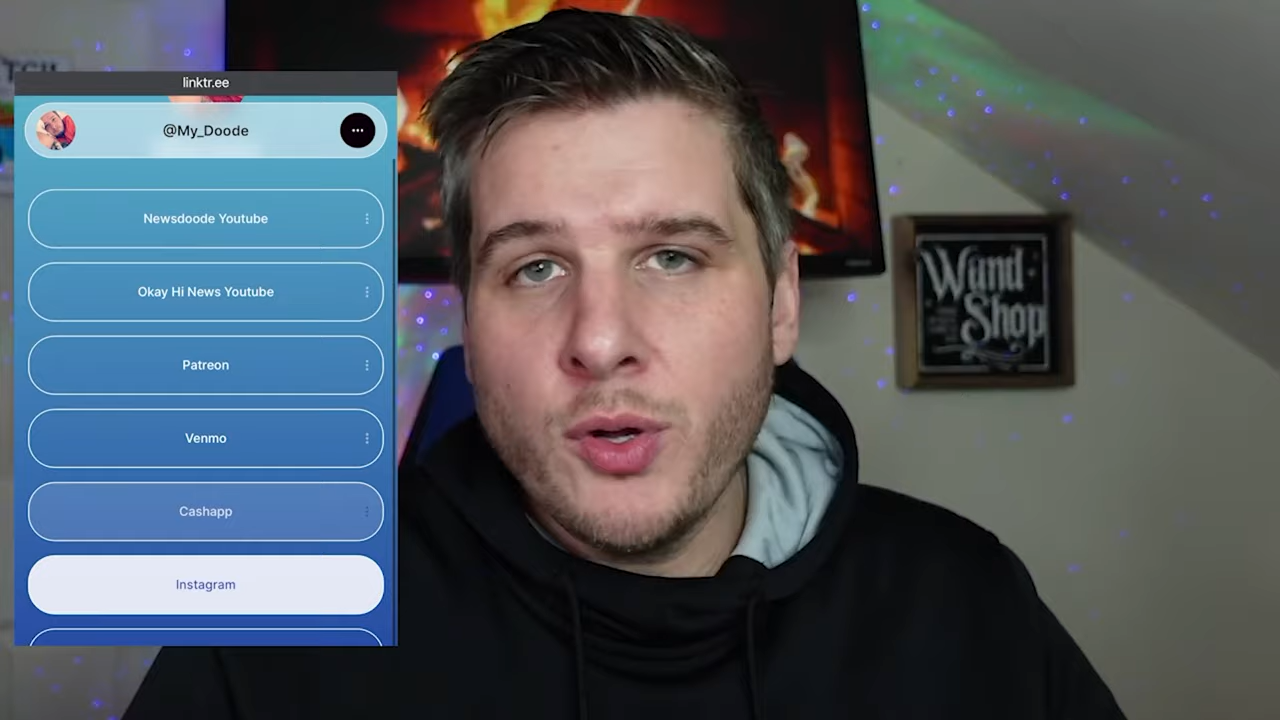 linktr.ee
@My_Doode
Newsdoode Youtube
Okay Hi News Youtube
Patreon
Venmo
Cashapp
Instagram
Wand
Shop